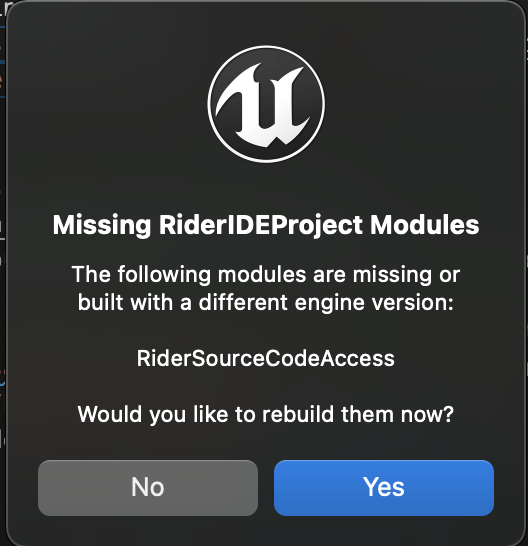 Missing RiderIDEProject Modules
The following modules are missing or
built with a different engine version:
RiderSourceCodeAccess
Would you like to rebuild them now?
No
Yes